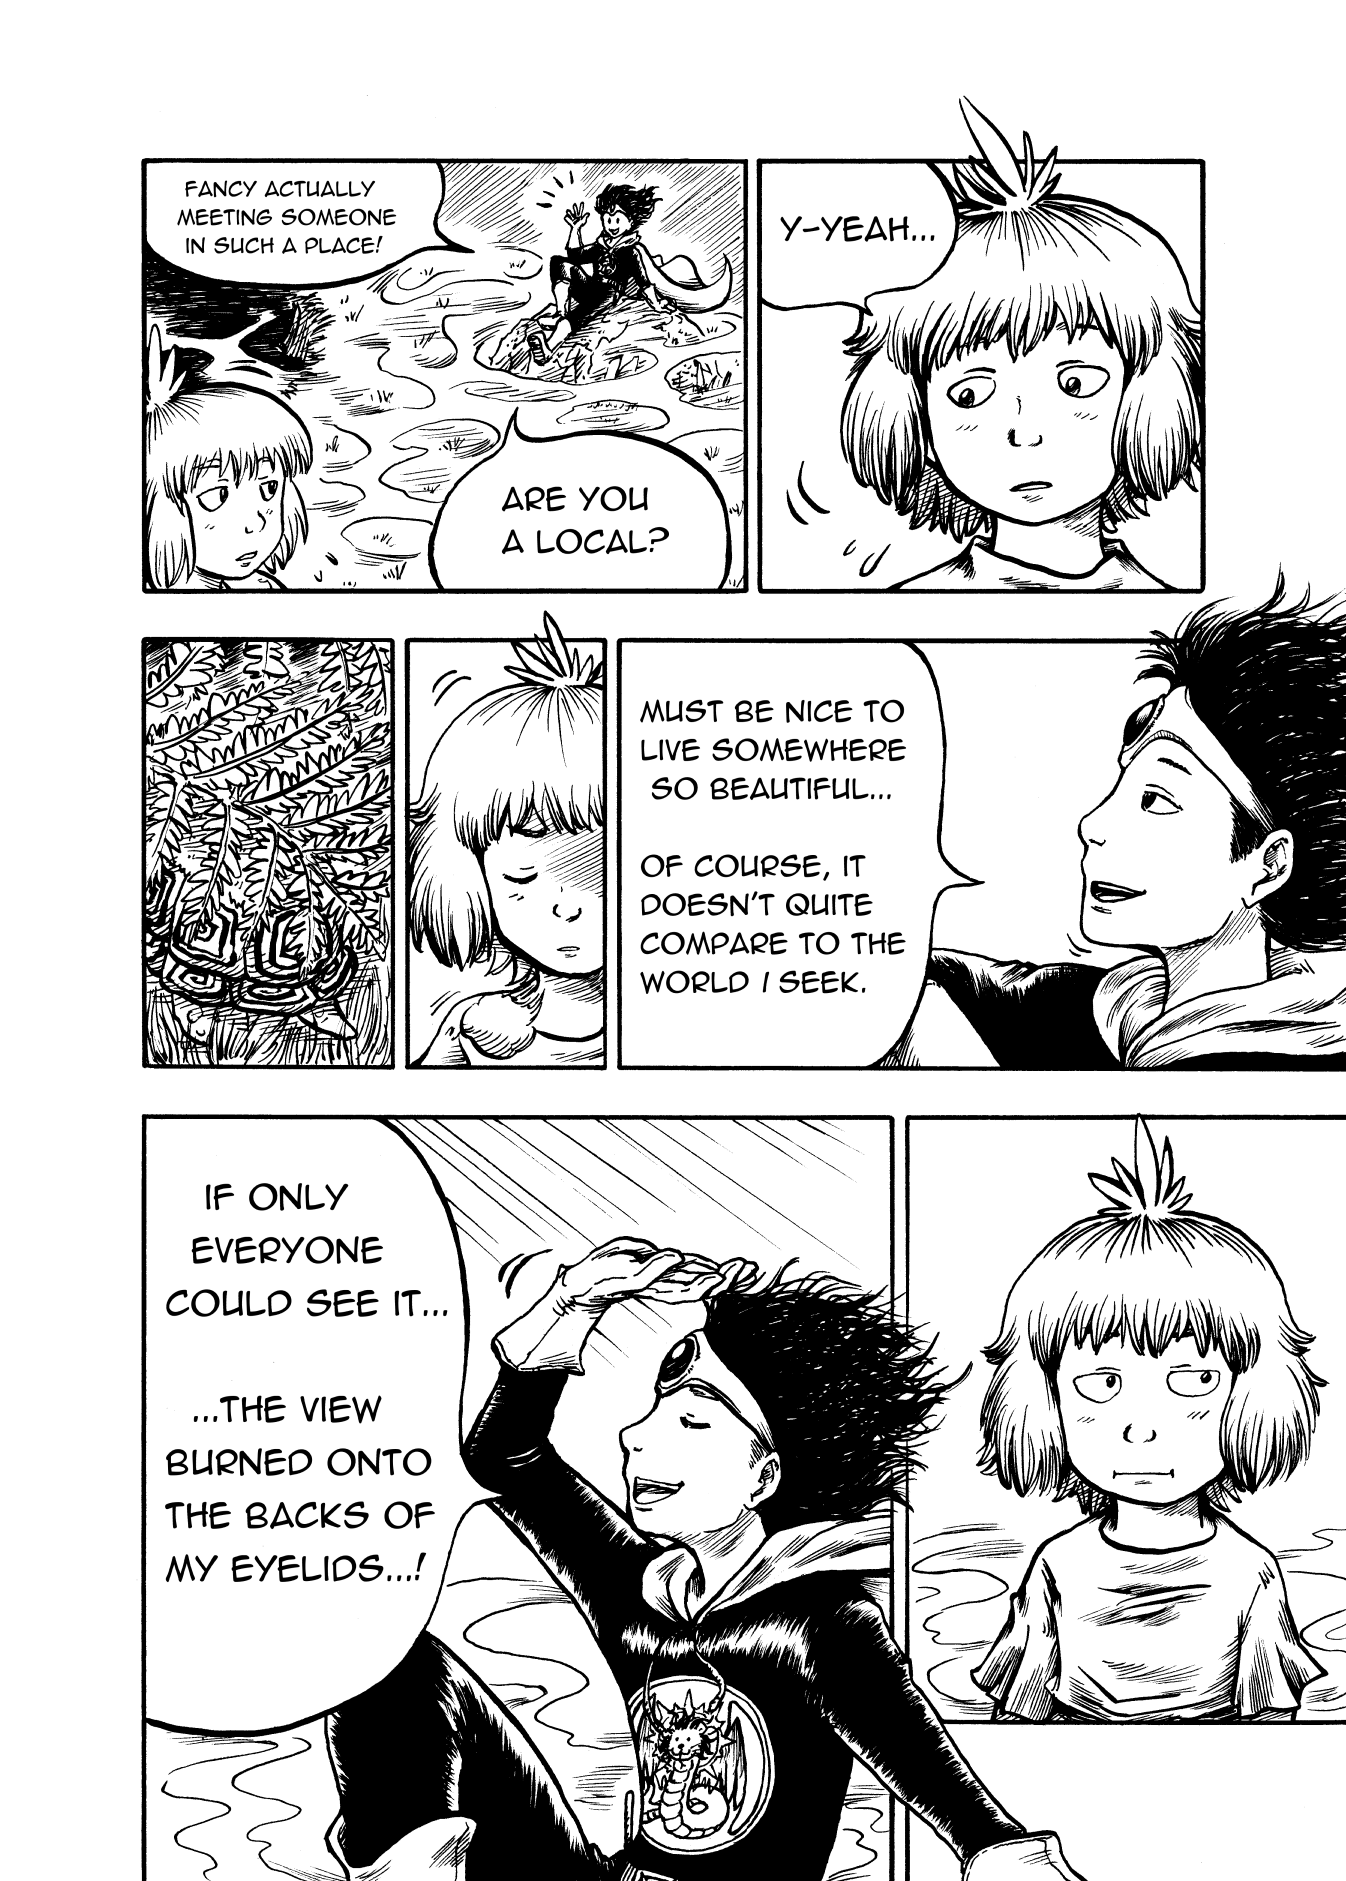 FANCY ACTUALLY
MEETING SOMEONE
IN SUCH A PLACE!
ARE YOU
A LOCAL?
Y-YEAH...
MUST BE NICE TO
LIVE SOMEWHERE
SO BEAUTIFUL...
OF COURSE, IT
DOESN'T QUITE
COMPARE TO THE
WORLD I SEEK.
IF ONLY
EVERYONE
COULD SEE IT...
...THE VIEW
BURNED ONTO
THE BACKS OF
MY EYELIDS...!